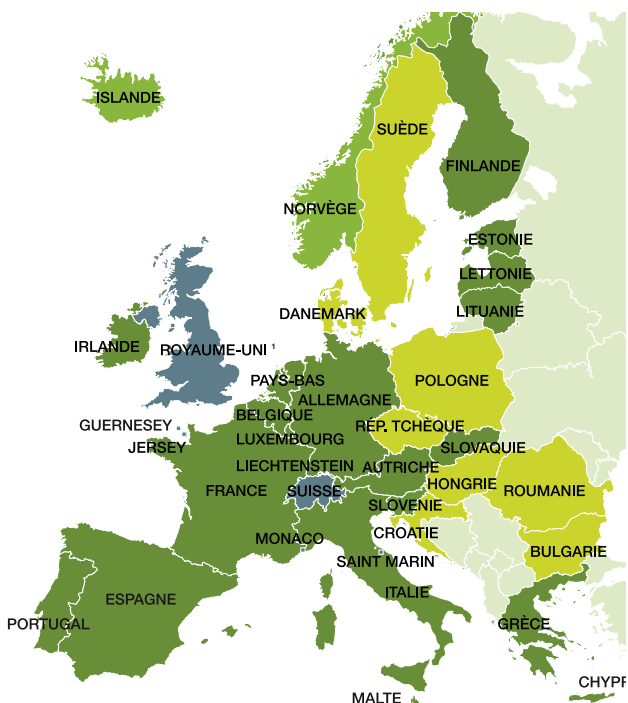 ISLANDE
SUÈDE
FINLANDE
NORVÈGE
ESTONIE
LETTONIE
LITUANIE
DANEMARK
IRLANDE
ROYAUME-UNI 1
PAYS-BAS
POLOGNE
ALLEMAGNE
BELGIQUE
GUERNESEY
RÉP. TCHÈQUE
JERSEY
LUXEMBOURG
SLOVAQUIE
LIECHTENSTEIN
AUTRICHE
FRANCE
SUISSE
HONGRIE
ROUMANIE
SLOVENIE
CROATIE
MONACO
BULGARIE
SAINT MARIN
ITALIE
ESPAGNE
PORTUGAL
GRÈCE
CHYPR
MALTE